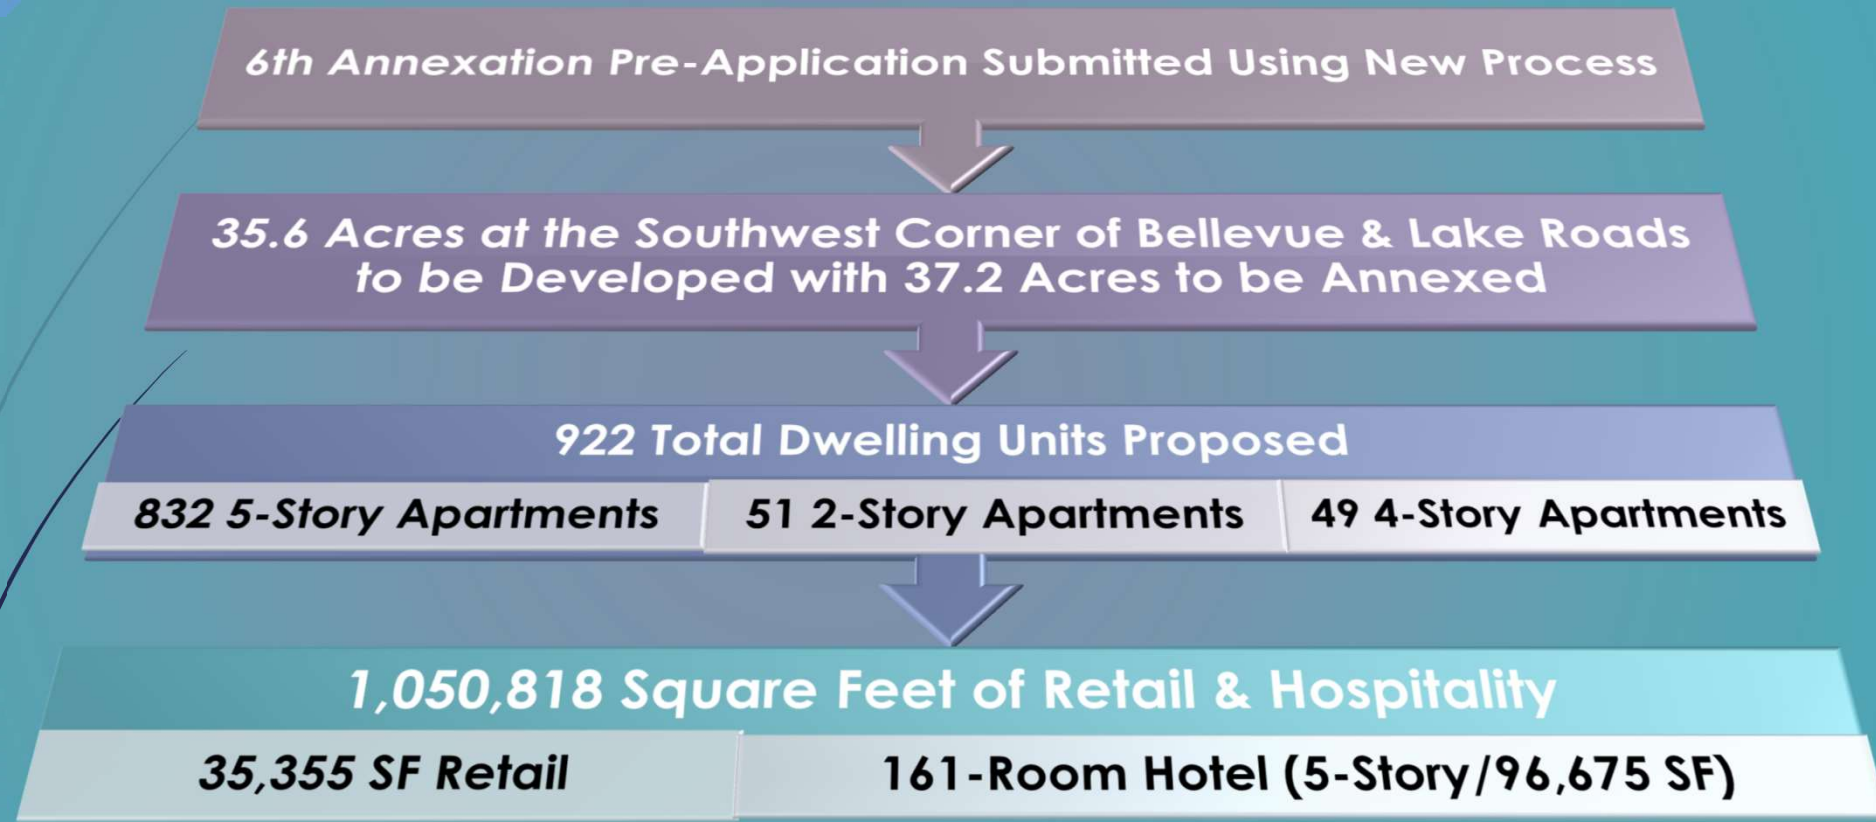 6th Annexation Pre-Application Submitted Using New Process
35.6 Acres at the Southwest Corner of Bellevue & Lake Roads
to be Developed with 37.2 Acres to be Annexed
922 Total Dwelling Units Proposed
832 5-Story Apartments
51 2-Story Apartments
49 4-Story Apartments
1,050,818 Square Feet of Retail & Hospitality
35,355 SF Retail
161-Room Hotel (5-Story/96,675 SF)